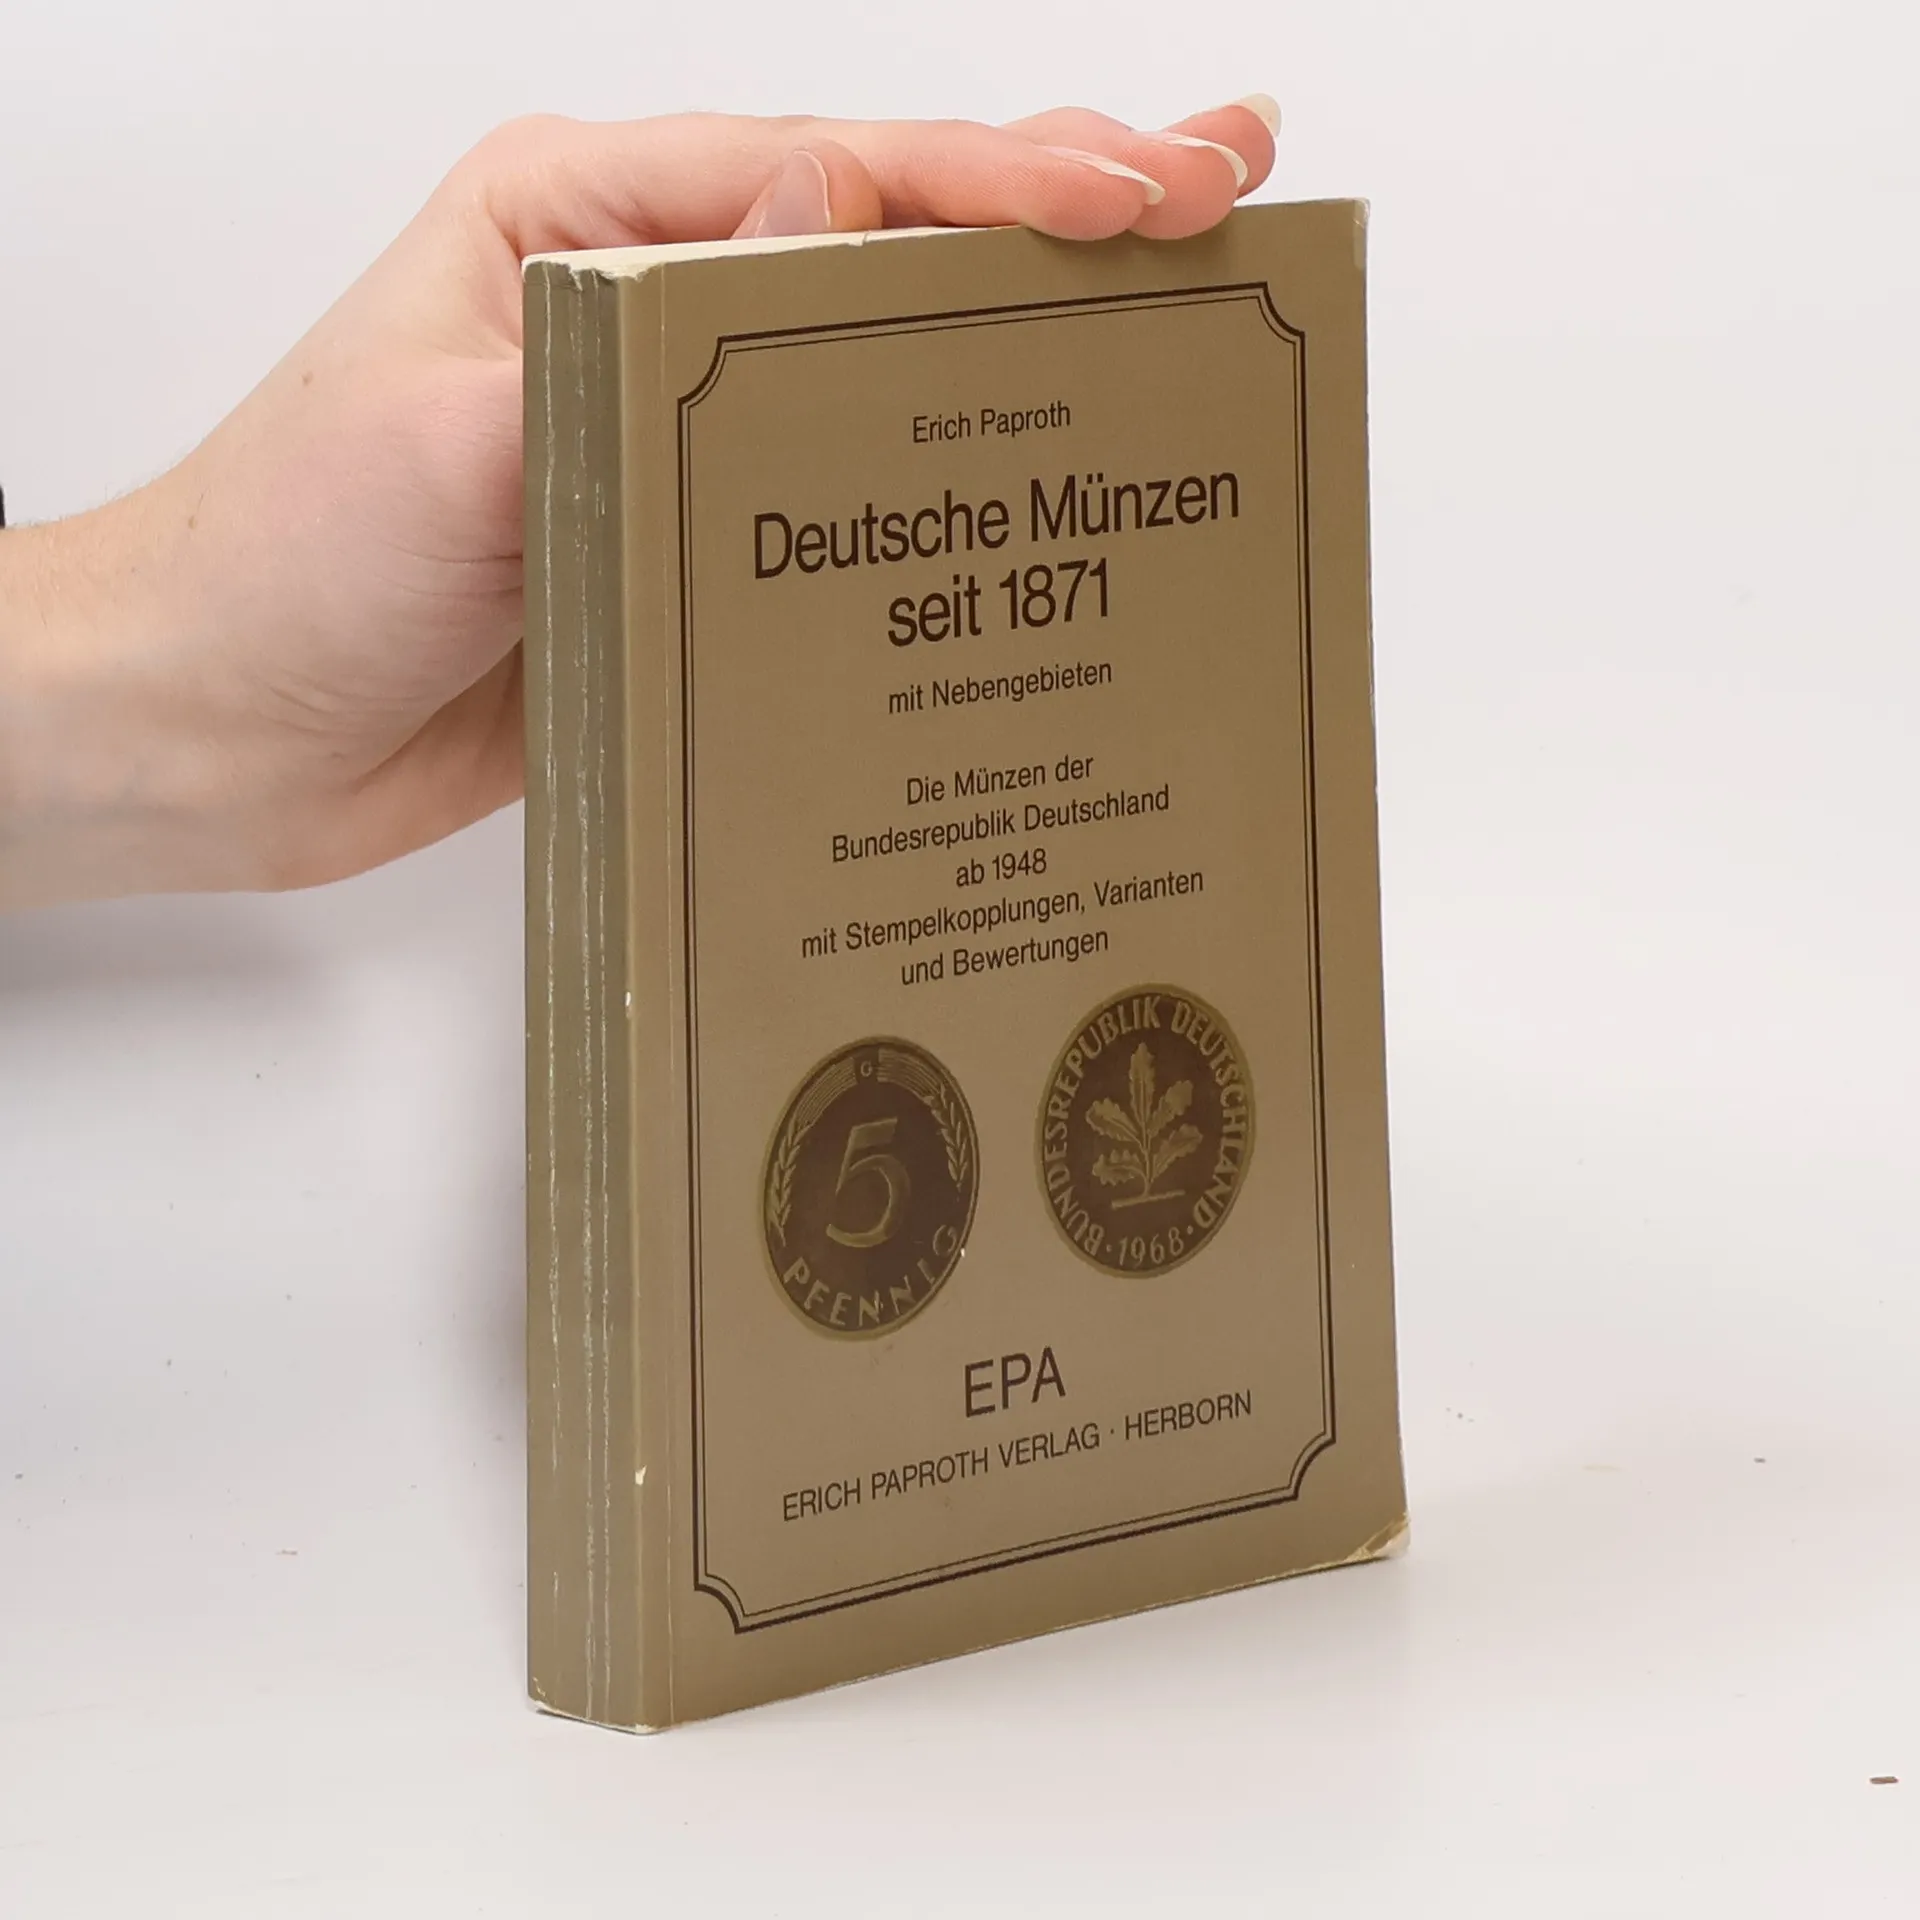 Erich Paproth
Deutsche Münzen
seit 1871
mit Nebengebieten
Die Münzen der
Bundesrepublik Deutschland
ab 1948
mit Stempelkopplungen, Varianten
und Bewertungen
G
5
PFENNIG
BUNDESREPUBLIK DEUTSCHLAND
·1968·
EPA
ERICH PAPROTH VERLAG · HERBORN